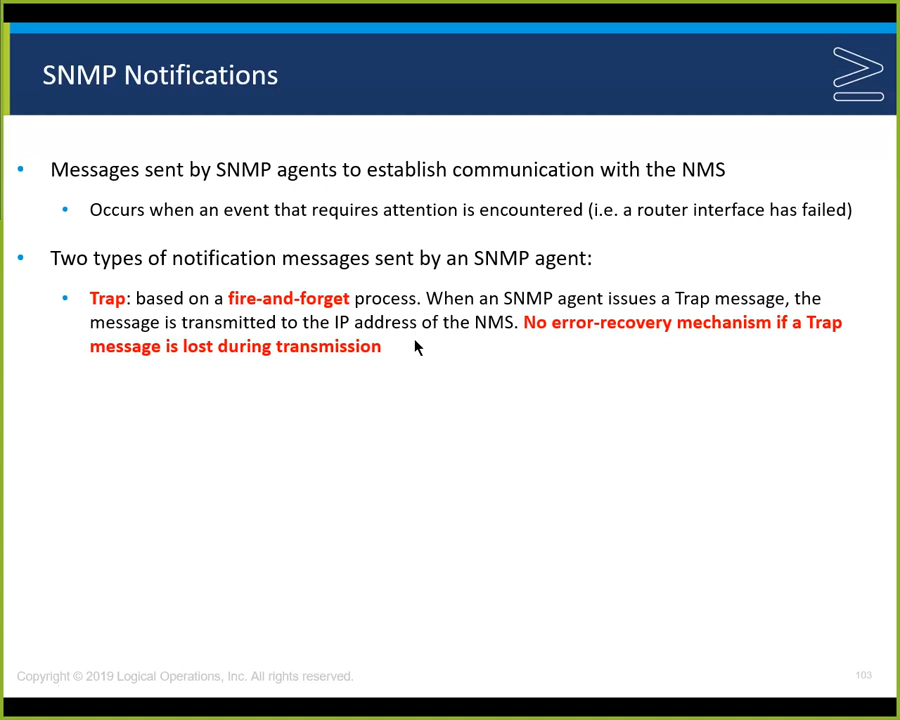 SNMP Notifications
• Messages sent by SNMP agents to establish communication with the NMS
• Occurs when an event that requires attention is encountered (i.e. a router interface has failed)
• Two types of notification messages sent by an SNMP agent:
• Trap: based on a fire-and-forget process. When an SNMP agent issues a Trap message, the
message is transmitted to the IP address of the NMS. No error-recovery mechanism if a Trap
message is lost during transmission
Copyright © 2019 Logical Operations, Inc. All rights reserved.
103